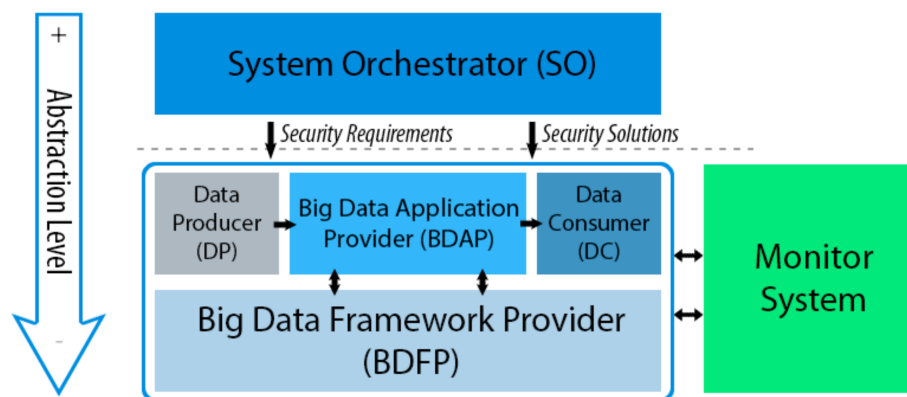 +
Abstraction Level
-
System Orchestrator (SO)
Security Requirements
Security Solutions
Data
Producer
(DP)
Big Data Application
Provider (BDAP)
Data
Consumer
(DC)
Big Data Framework Provider
(BDFP)
Monitor
System